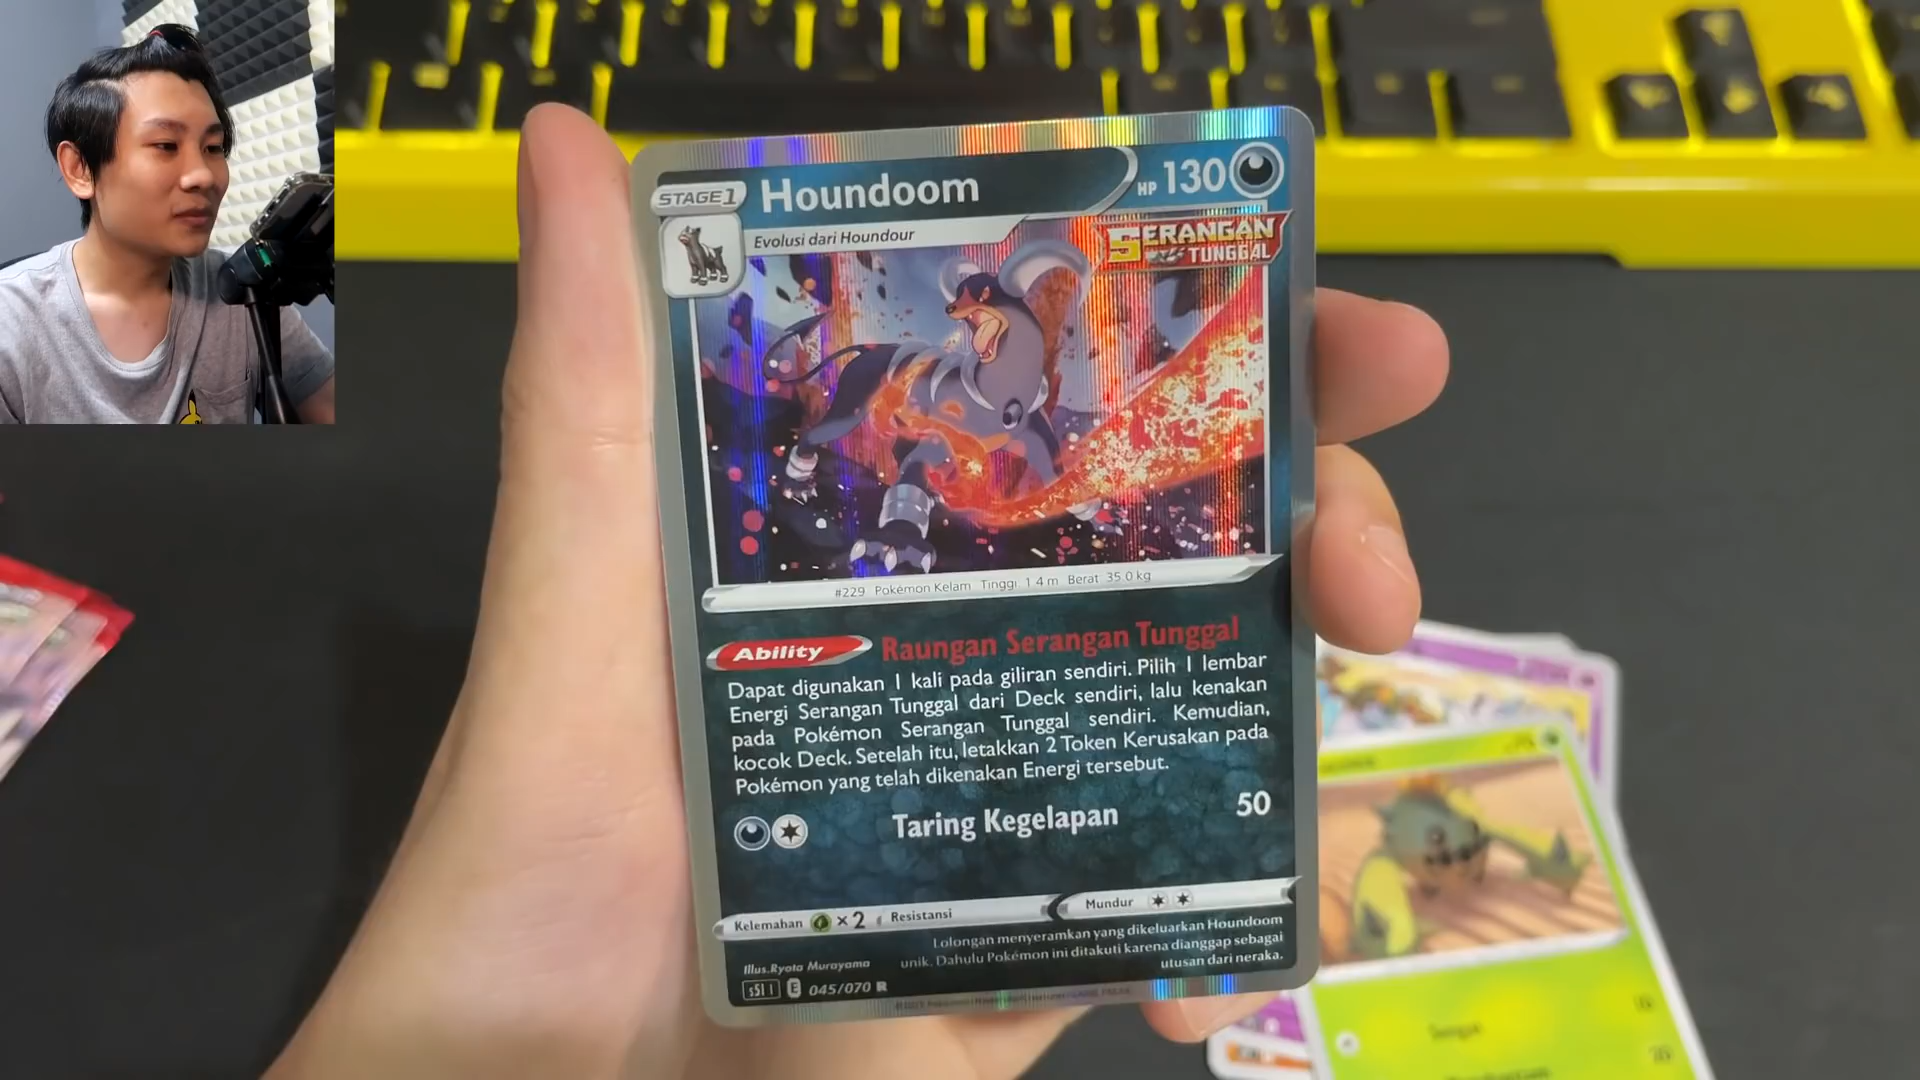 STAGE1 Houndoom HP 130
Evolusi dari Houndour
SERANGAN
TUNGGAL
#229 Pokémon Kelam Tinggi 1 4 m Berat 35 0 kg
Ability Raungan Serangan Tunggal
Dapat digunakan 1 kali pada giliran sendiri. Pilih 1 lembar
Energi Serangan Tunggal dari Deck sendiri, lalu kenakan
pada Pokémon Serangan Tunggal sendiri. Kemudian,
kocok Deck. Setelah itu, letakkan 2 Token Kerusakan pada
Pokémon yang telah dikenakan Energi tersebut.
Taring Kegelapan 50
Kelemahan ×2 Resistansi Mundur
Lolongan menyeramkan yang dikeluarkan Houndoom
unik. Dahulu Pokémon ini ditakuti karena dianggap sebagai
utusan dari neraka.
Illus.Ryota Murayama
s5I I E 045/070 R